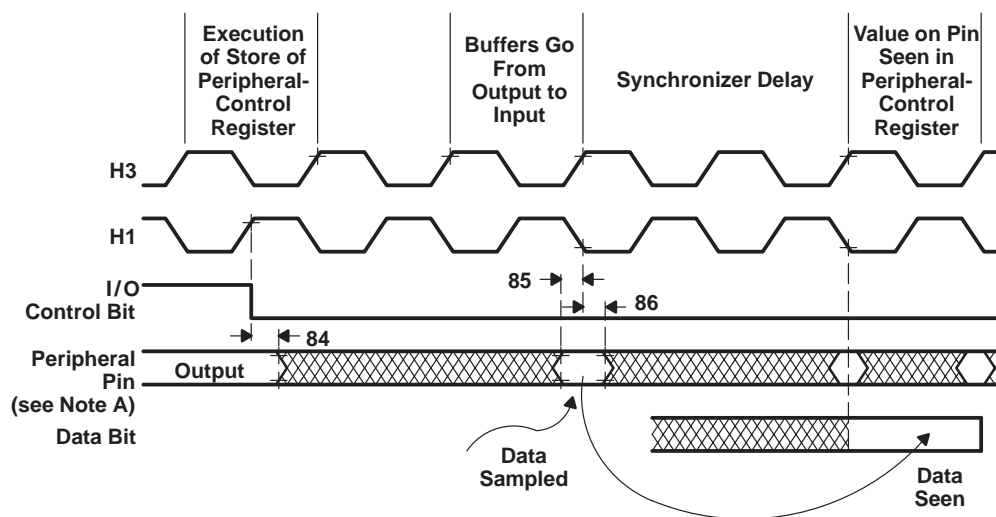 Execution
of Store of
Peripheral-
Control
Register
Buffers Go
From
Output to
Input
Synchronizer Delay
Value on Pin
Seen in
Peripheral-
Control
Register
H3
H1
I/O
Control Bit
85
86
84
Peripheral
Pin
(see Note A)
Output
Data Bit
Data
Sampled
Data
Seen